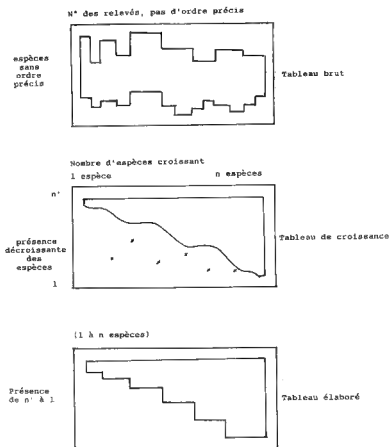 N° des relevés, pas d'ordre précis
espèces
sans
ordre
précis
Tableau brut
Nombre d'espèces croissant
1 espèce
n espèces
n'
présence
décroissante
des
espèces
1
Tableau de croissance
(1 à n espèces)
Présence
de n' à 1
Tableau élaboré